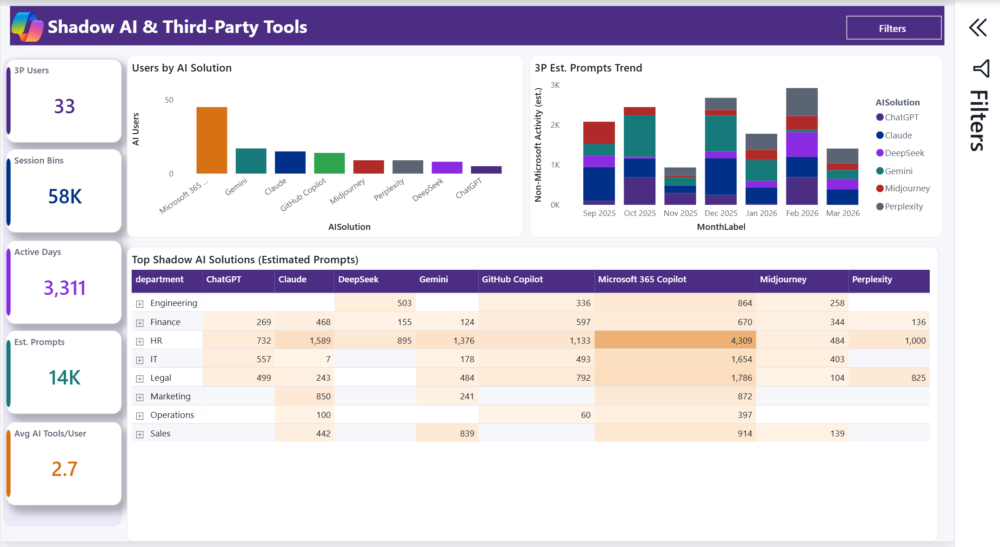 Shadow AI & Third-Party Tools
Filters
3P Users
33
Session Bins
58K
Active Days
3,311
Est. Prompts
14K
Avg AI Tools/User
2.7
Users by AI Solution
AI Users
50
0
Microsoft 365 ...
Gemini
Claude
GitHub Copilot
Midjourney
Perplexity
DeepSeek
ChatGPT
AISolution
3P Est. Prompts Trend
Non-Microsoft Activity (est.)
3K
2K
1K
0K
Sep 2025 Oct 2025 Nov 2025 Dec 2025 Jan 2026 Feb 2026 Mar 2026
MonthLabel
AISolution
ChatGPT
Claude
DeepSeek
Gemini
Midjourney
Perplexity
Top Shadow AI Solutions (Estimated Prompts)
department ChatGPT Claude DeepSeek Gemini GitHub Copilot Microsoft 365 Copilot Midjourney Perplexity
Engineering 503 336 864 258
Finance 269 468 155 124 597 670 344 136
HR 732 1,589 895 1,376 1,133 4,309 484 1,000
IT 557 7 178 493 1,654 403
Legal 499 243 484 792 1,786 104 825
Marketing 850 241 872
Operations 100 60 397
Sales 442 839 914 139
Filters